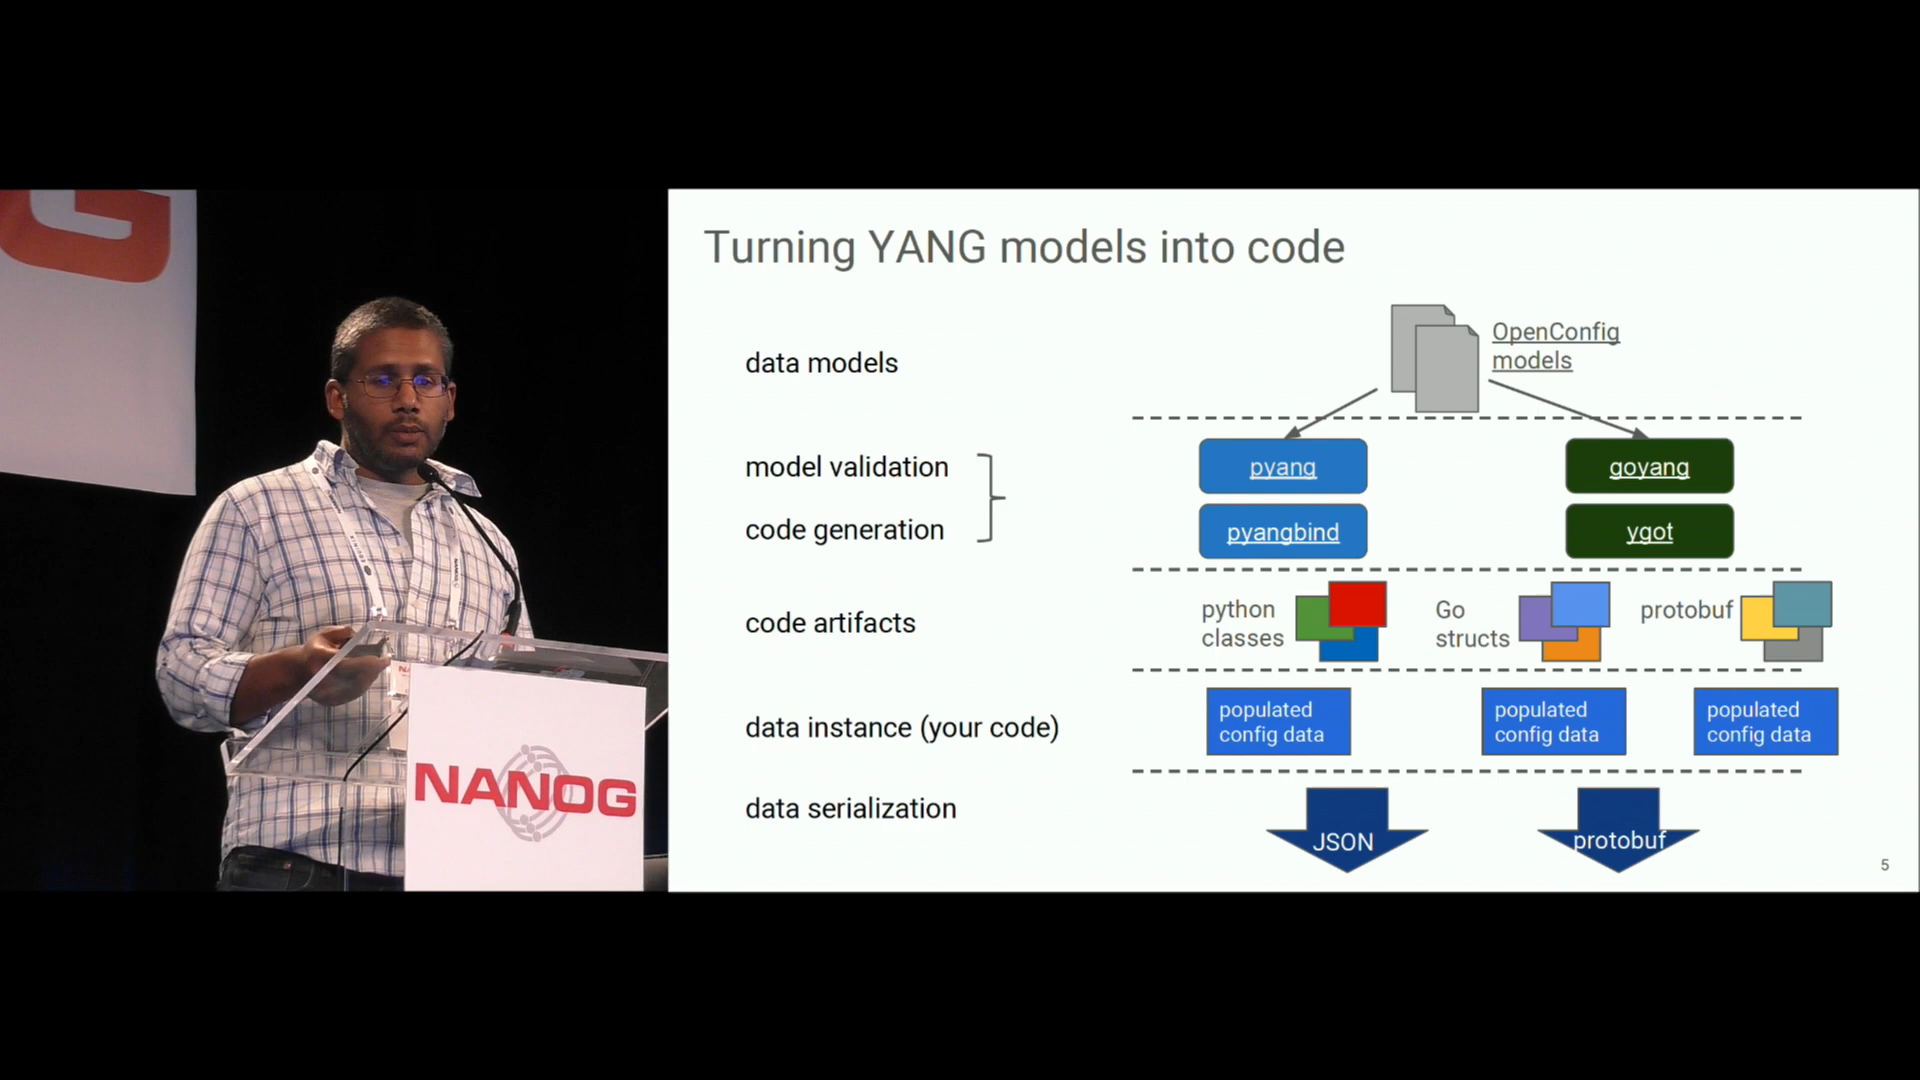 Turning YANG models into code
OpenConfig
models
data models
model validation
pyang
goyang
code generation
pyangbind
ygot
code artifacts
python
classes
Go
structs
protobuf
data instance (your code)
populated
config data
populated
config data
populated
config data
data serialization
JSON
protobuf
5
NANOG